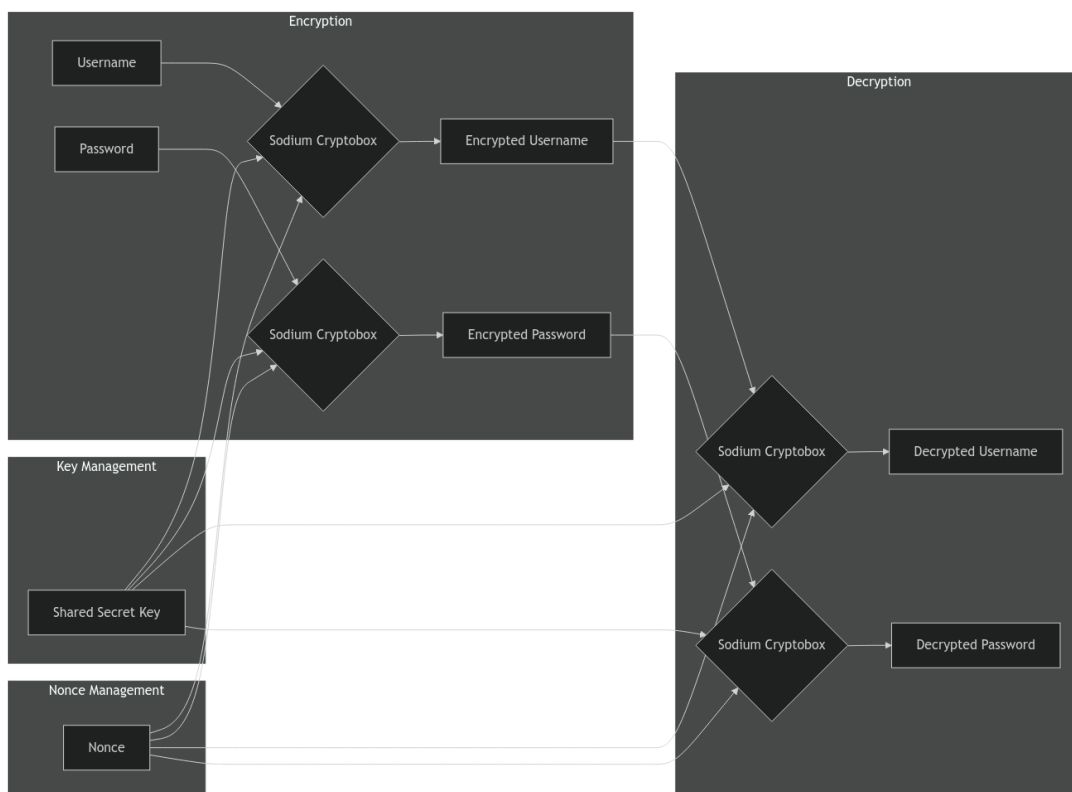 Encryption
Username
Sodium Cryptobox
Encrypted Username
Password
Sodium Cryptobox
Encrypted Password
Decryption
Sodium Cryptobox
Decrypted Username
Sodium Cryptobox
Decrypted Password
Key Management
Shared Secret Key
Nonce Management
Nonce